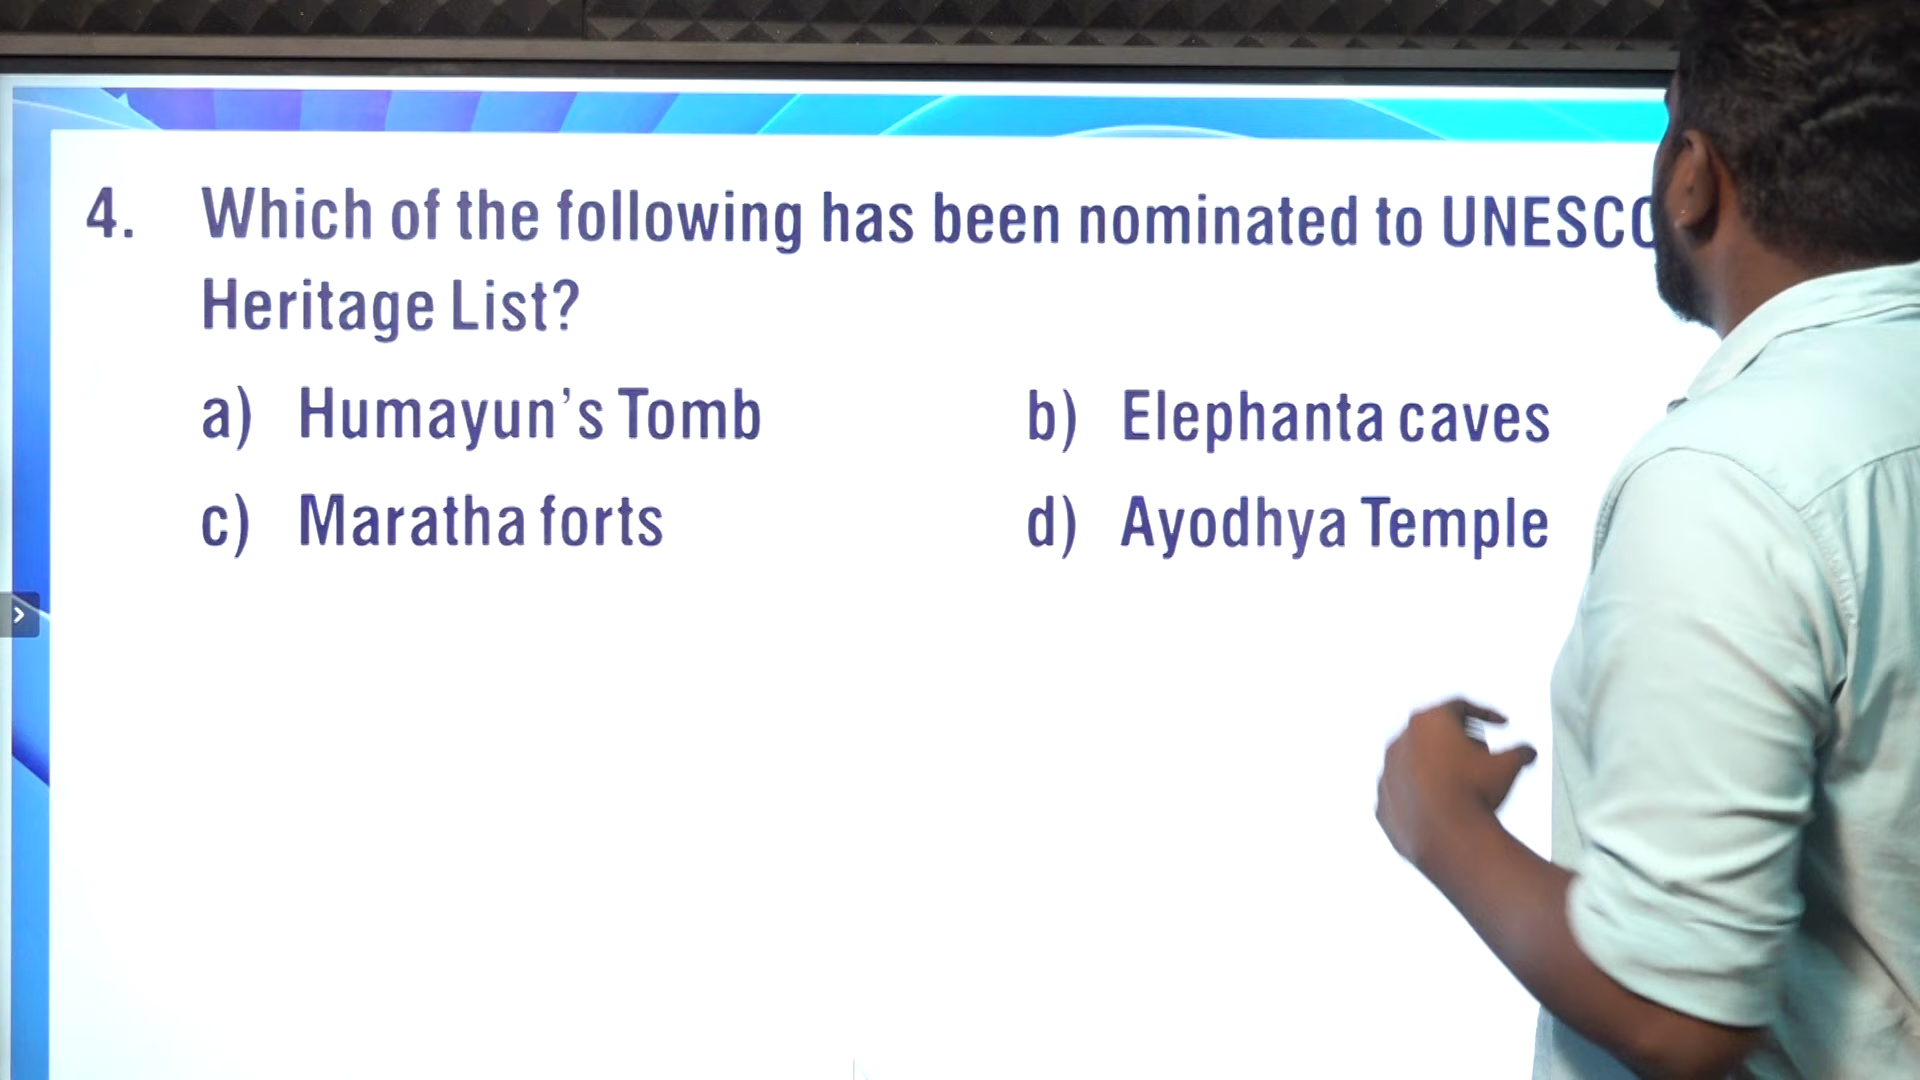 4. Which of the following has been nominated to UNESCO
Heritage List?
a) Humayun's Tomb b) Elephanta caves
c) Maratha forts d) Ayodhya Temple